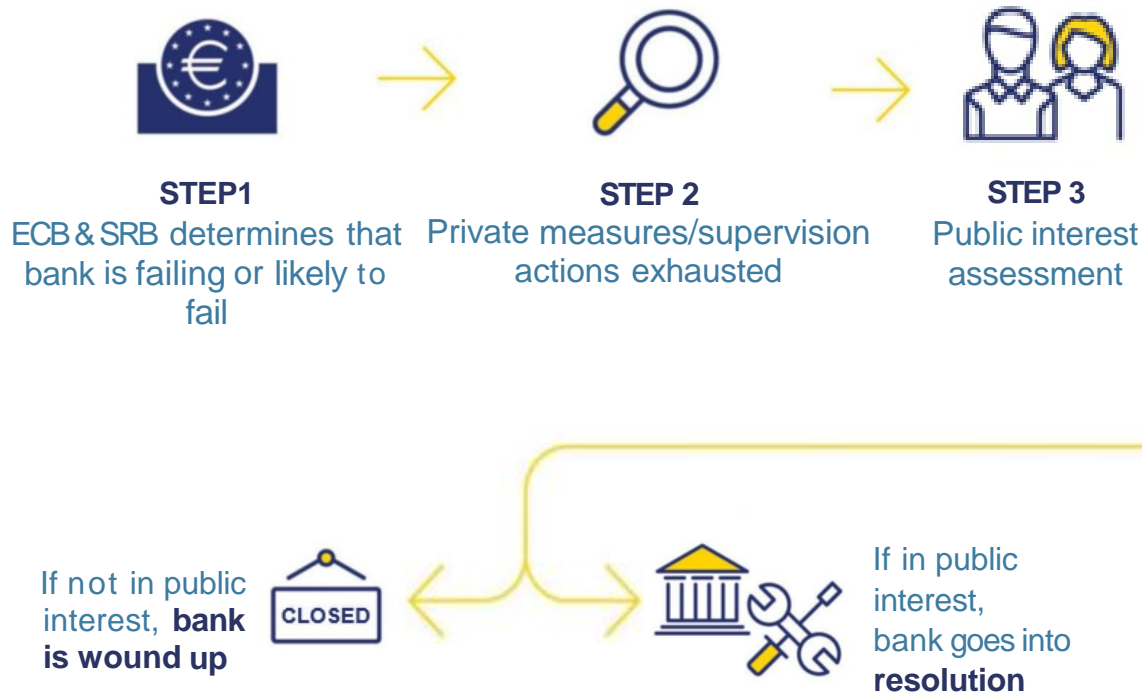 STEP1
ECB & SRB determines that
bank is failing or likely to
fail
STEP 2
Private measures/supervision
actions exhausted
STEP 3
Public interest
assessment
If not in public
interest, bank
is wound up
CLOSED
If in public
interest,
bank goes into
resolution